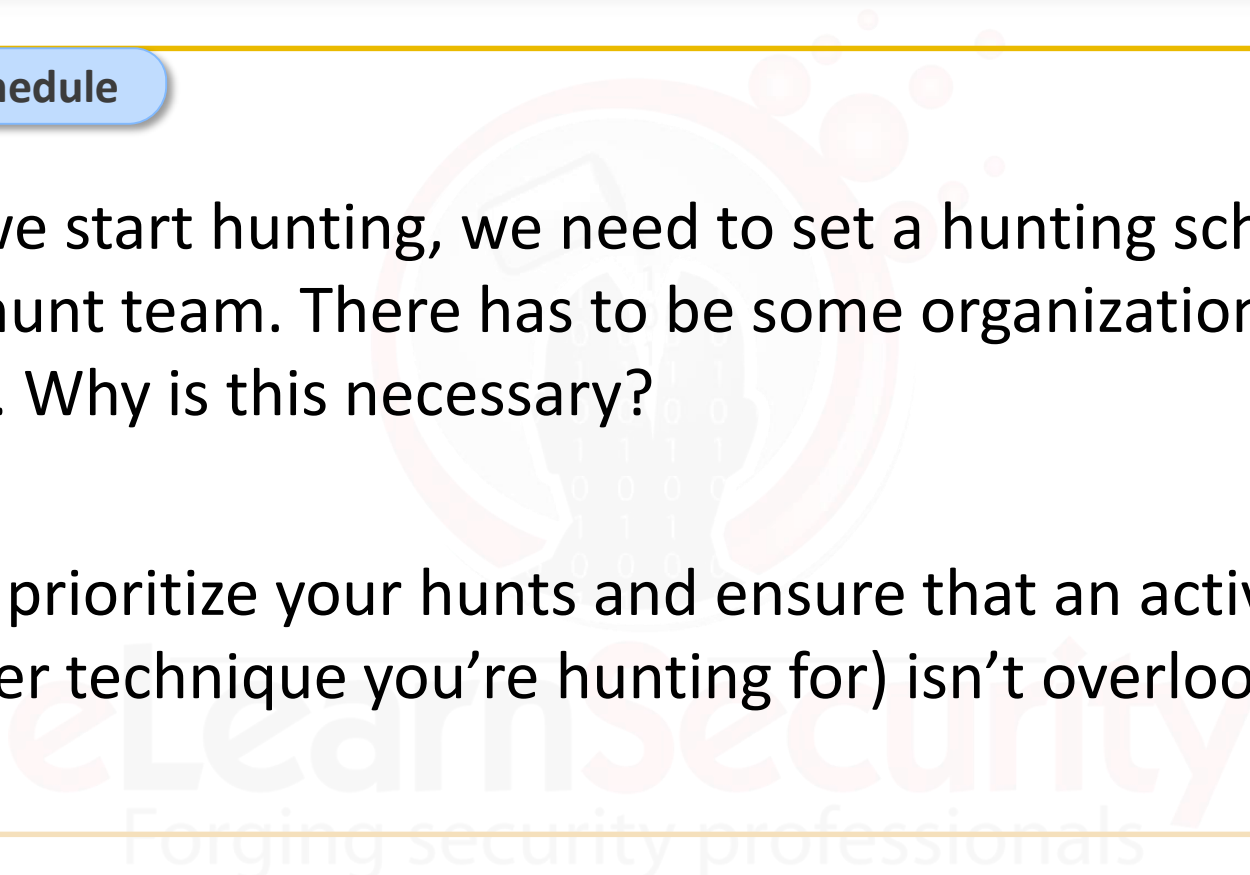 hedule
we start hunting, we need to set a hunting sch
hunt team. There has to be some organization
. Why is this necessary?
prioritize your hunts and ensure that an activ
er technique you’re hunting for) isn’t overloo
eLearnSecurity
Forging security professionals